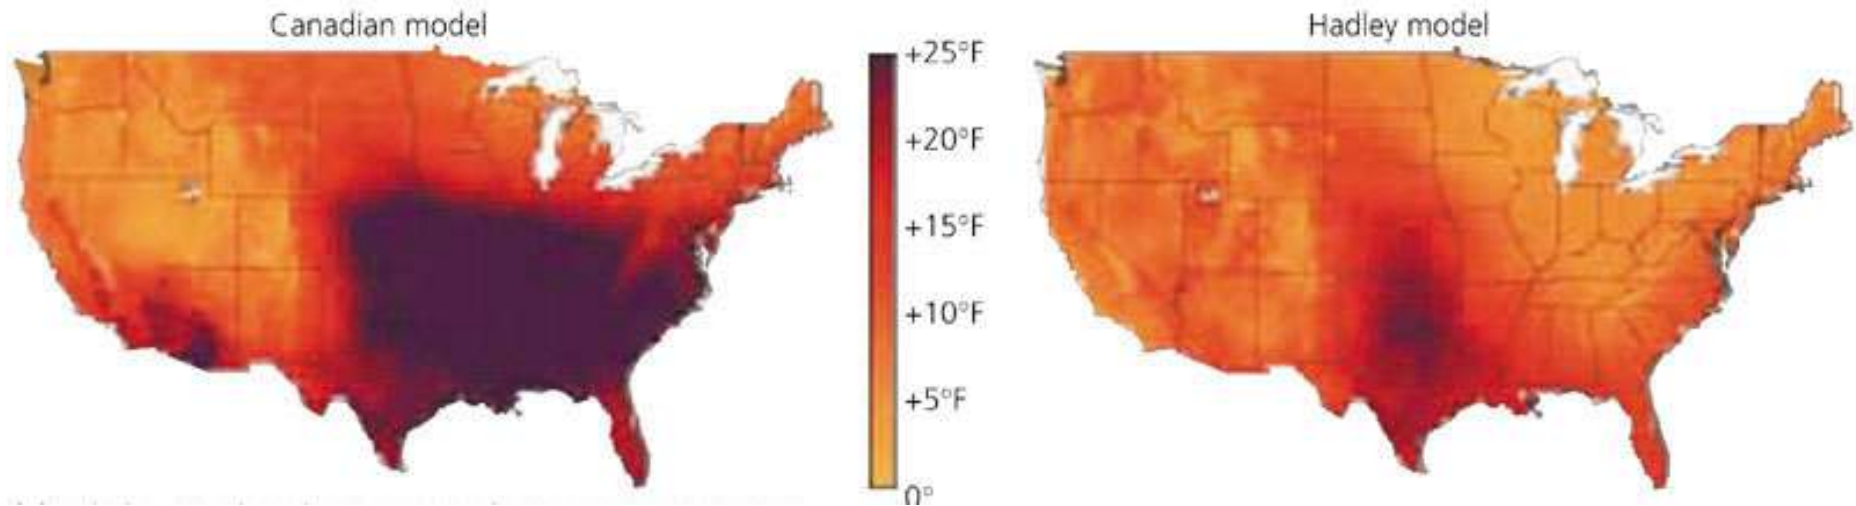 Canadian model
Hadley model
+25°F
+20°F
+15°F
+10°F
+5°F
0°